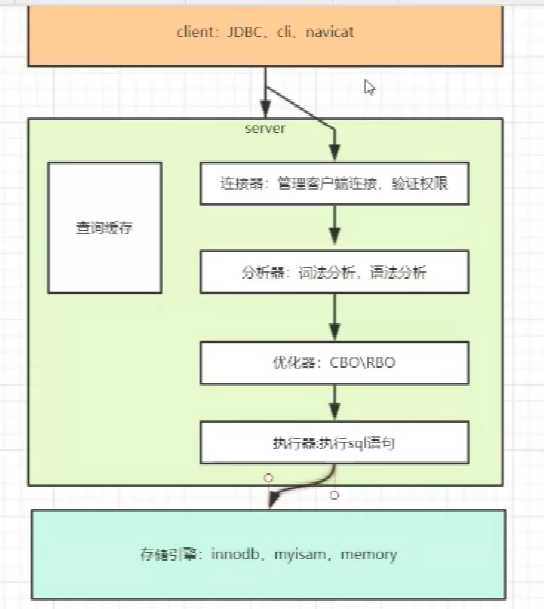 client：JDBC、cli、navicat
server
连接器：管理客户端连接，验证权限
查询缓存
分析器：词法分析，语法分析
优化器：CBO\RBO
执行器:执行sql语句
存储引擎：innodb，myisam，memory